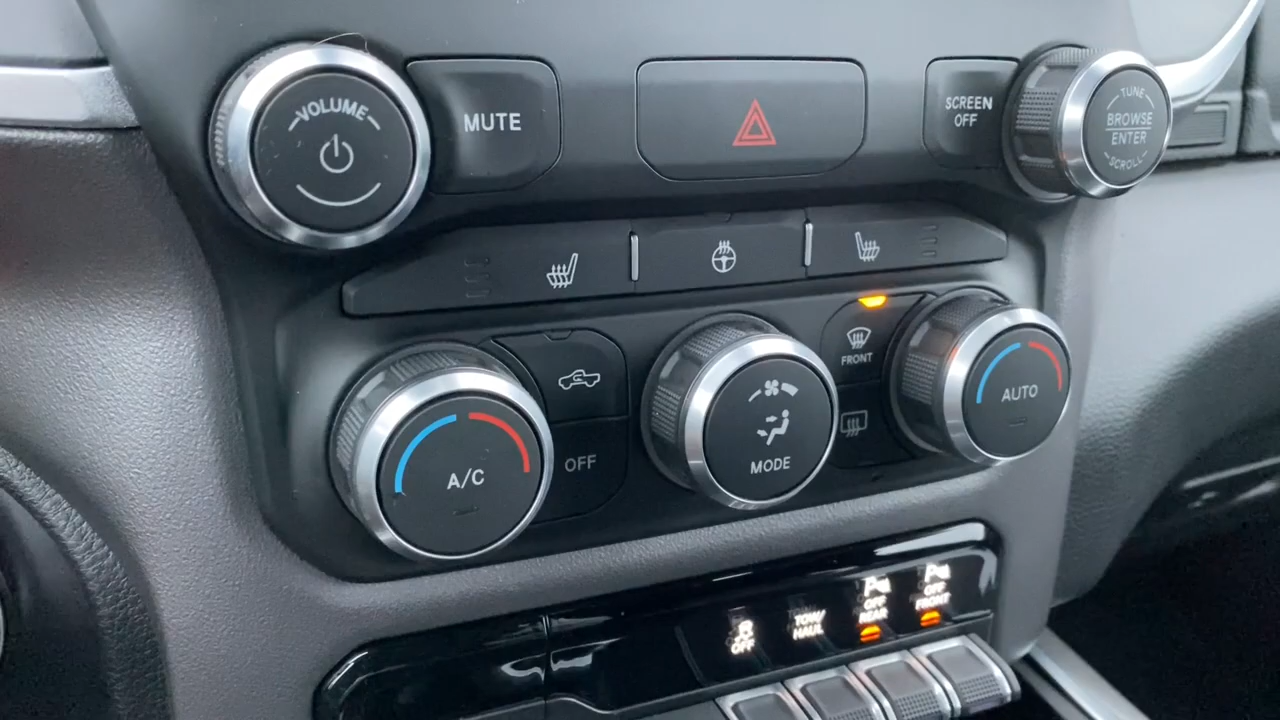 VOLUME
MUTE
SCREEN
OFF
TUNE
BROWSE
ENTER
SCROLL
A/C
OFF
MODE
FRONT
AUTO
OFF
TOW/
HAUL
OFF
REAR
OFF
FRONT